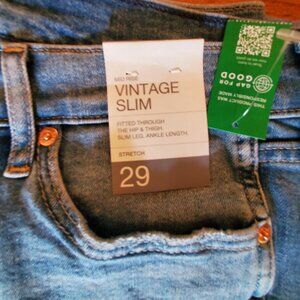 MID RISE
VINTAGE
SLIM
FITTED THROUGH
THE HIP & THIGH.
SLIM LEG. ANKLE LENGTH.
STRETCH
29
GAP FOR
GOOD
THIS PRODUCT WAS
RESPONSIBLY MADE